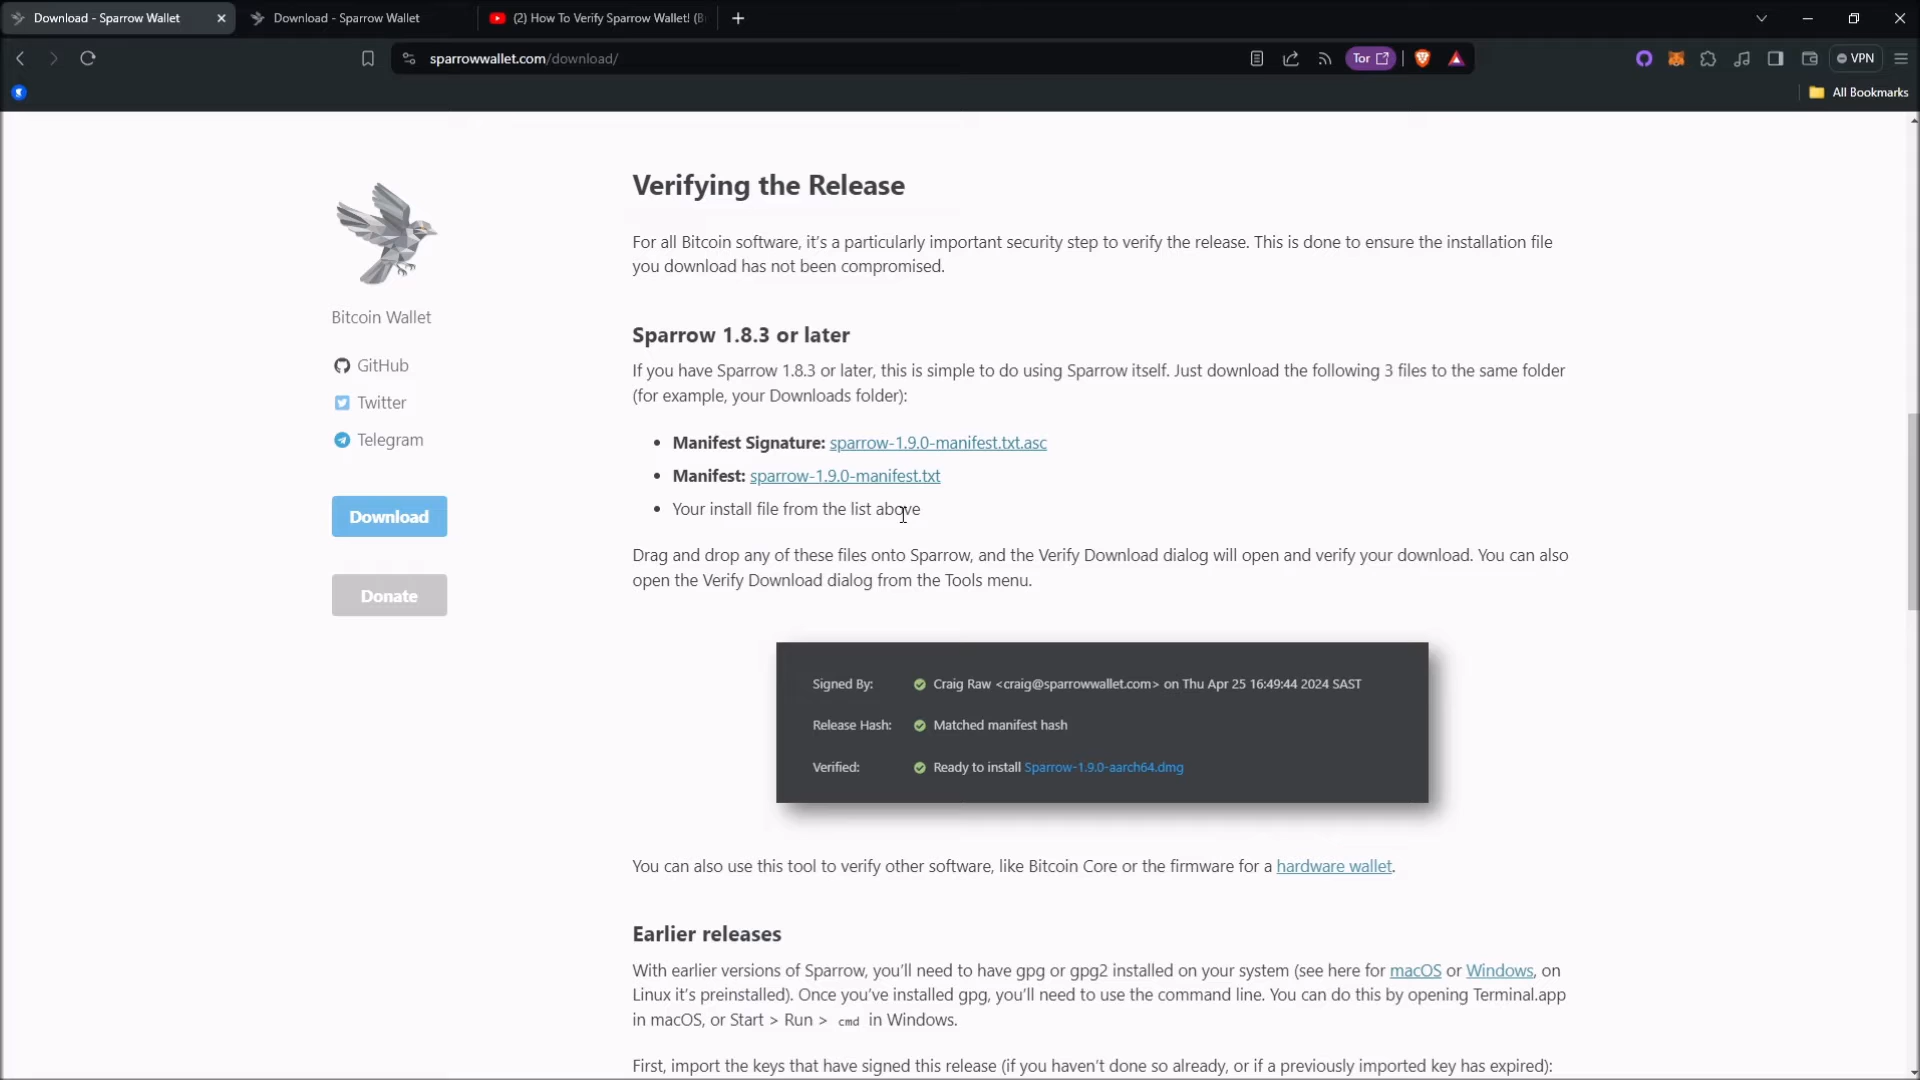 Download - Sparrow Wallet
Download - Sparrow Wallet
(2) How To Verify Sparrow Wallet! (B
sparrowwallet.com/download/
Tor
VPN
All Bookmarks
Verifying the Release
For all Bitcoin software, it's a particularly important security step to verify the release. This is done to ensure the installation file
you download has not been compromised.
Bitcoin Wallet
GitHub
Twitter
Telegram
Download
Donate
Sparrow 1.8.3 or later
If you have Sparrow 1.8.3 or later, this is simple to do using Sparrow itself. Just download the following 3 files to the same folder
(for example, your Downloads folder):
• Manifest Signature: sparrow-1.9.0-manifest.txt.asc
• Manifest: sparrow-1.9.0-manifest.txt
• Your install file from the list above
Drag and drop any of these files onto Sparrow, and the Verify Download dialog will open and verify your download. You can also
open the Verify Download dialog from the Tools menu.
Signed By: Craig Raw <craig@sparrowwallet.com> on Thu Apr 25 16:49:44 2024 SAST
Release Hash: Matched manifest hash
Verified: Ready to install Sparrow-1.9.0-aarch64.dmg
You can also use this tool to verify other software, like Bitcoin Core or the firmware for a hardware wallet.
Earlier releases
With earlier versions of Sparrow, you'll need to have gpg or gpg2 installed on your system (see here for macOS or Windows, on
Linux it's preinstalled). Once you've installed gpg, you'll need to use the command line. You can do this by opening Terminal.app
in macOS, or Start > Run > cmd in Windows.
First, import the keys that have signed this release (if you haven't done so already, or if a previously imported key has expired):